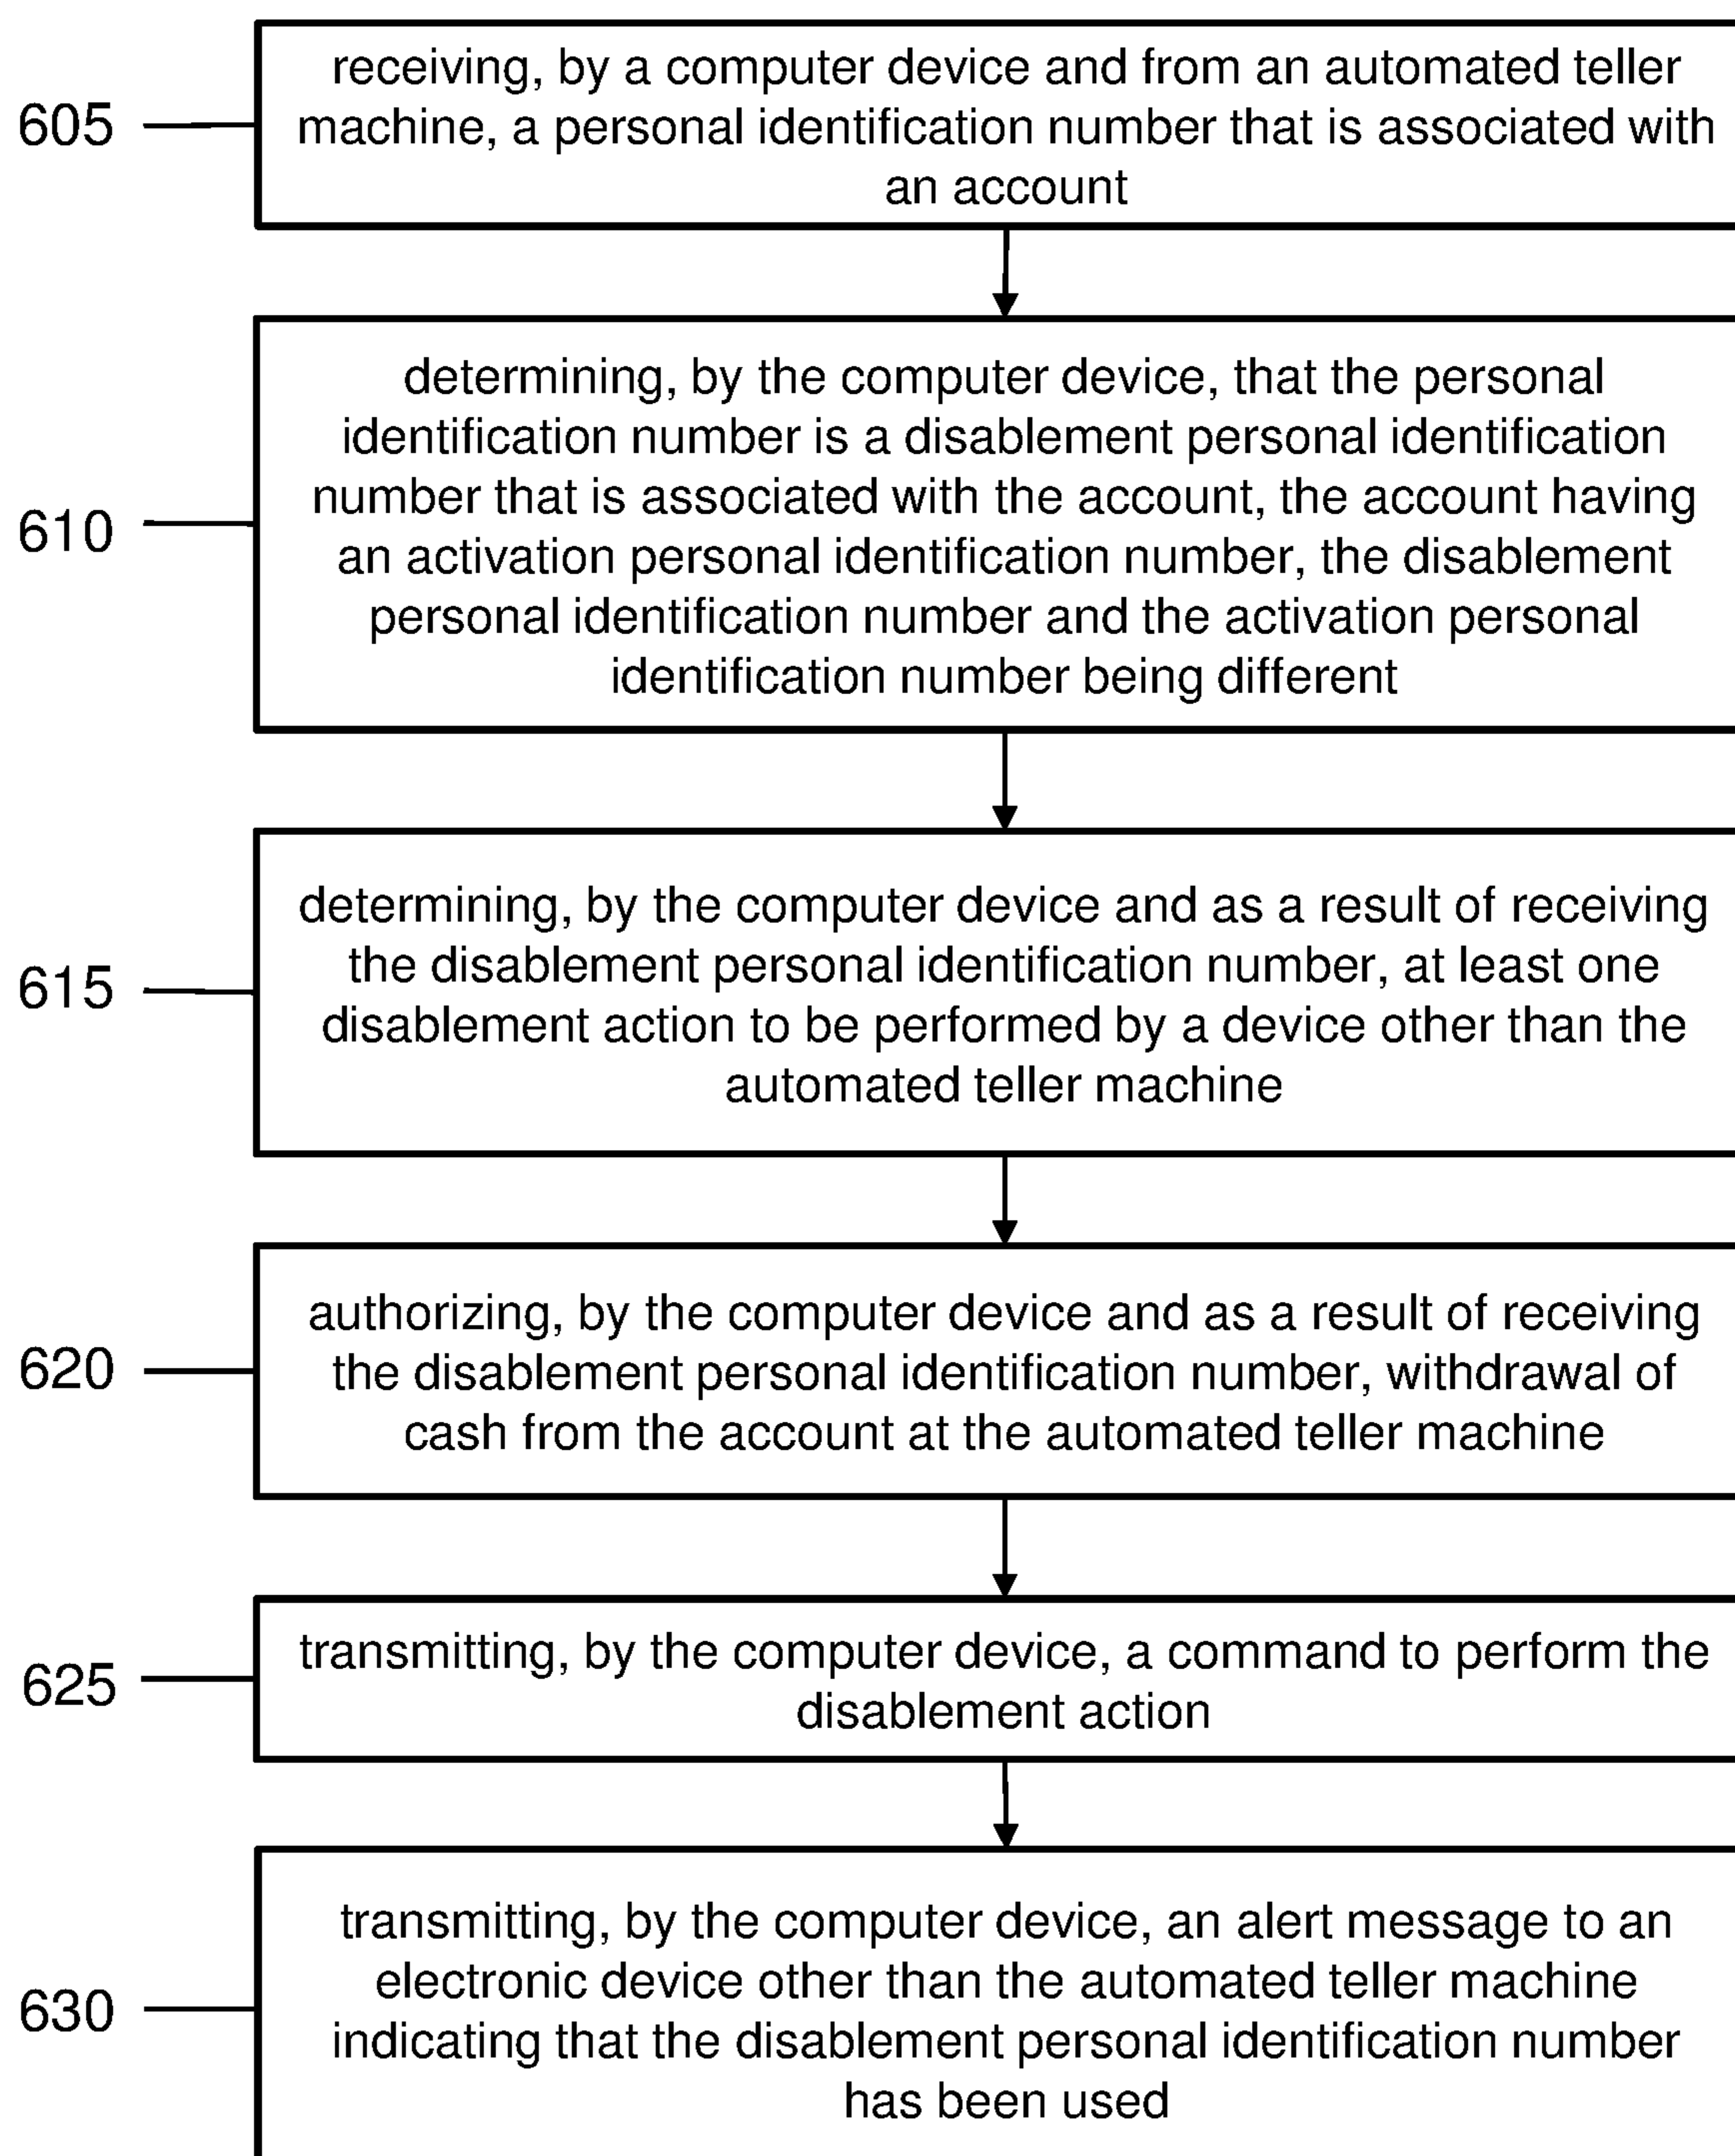 receiving, by a computer device and from an automated teller
605
machine, a personal identification number that is associated with
an account
determining, by the computer device, that the personal
identification number is a disablement personal identification
number that is associated with the account, the account having
610
an activation personal identification number, the disablement
personal identification number and the activation personal
identification number being different
determining, by the computer device and as a result of receiving
the disablement personal identification number, at least one
615
disablement action to be performed by a device other than the
automated teller machine
authorizing, by the computer device and as a result of receiving
620
the disablement personal identification number, withdrawal of
cash from the account at the automated teller machine
transmitting, by the computer device, a command to perform the
625
disablement action
transmitting, by the computer device, an alert message to an
electronic device other than the automated teller machine
630
indicating that the disablement personal identification number
has been used